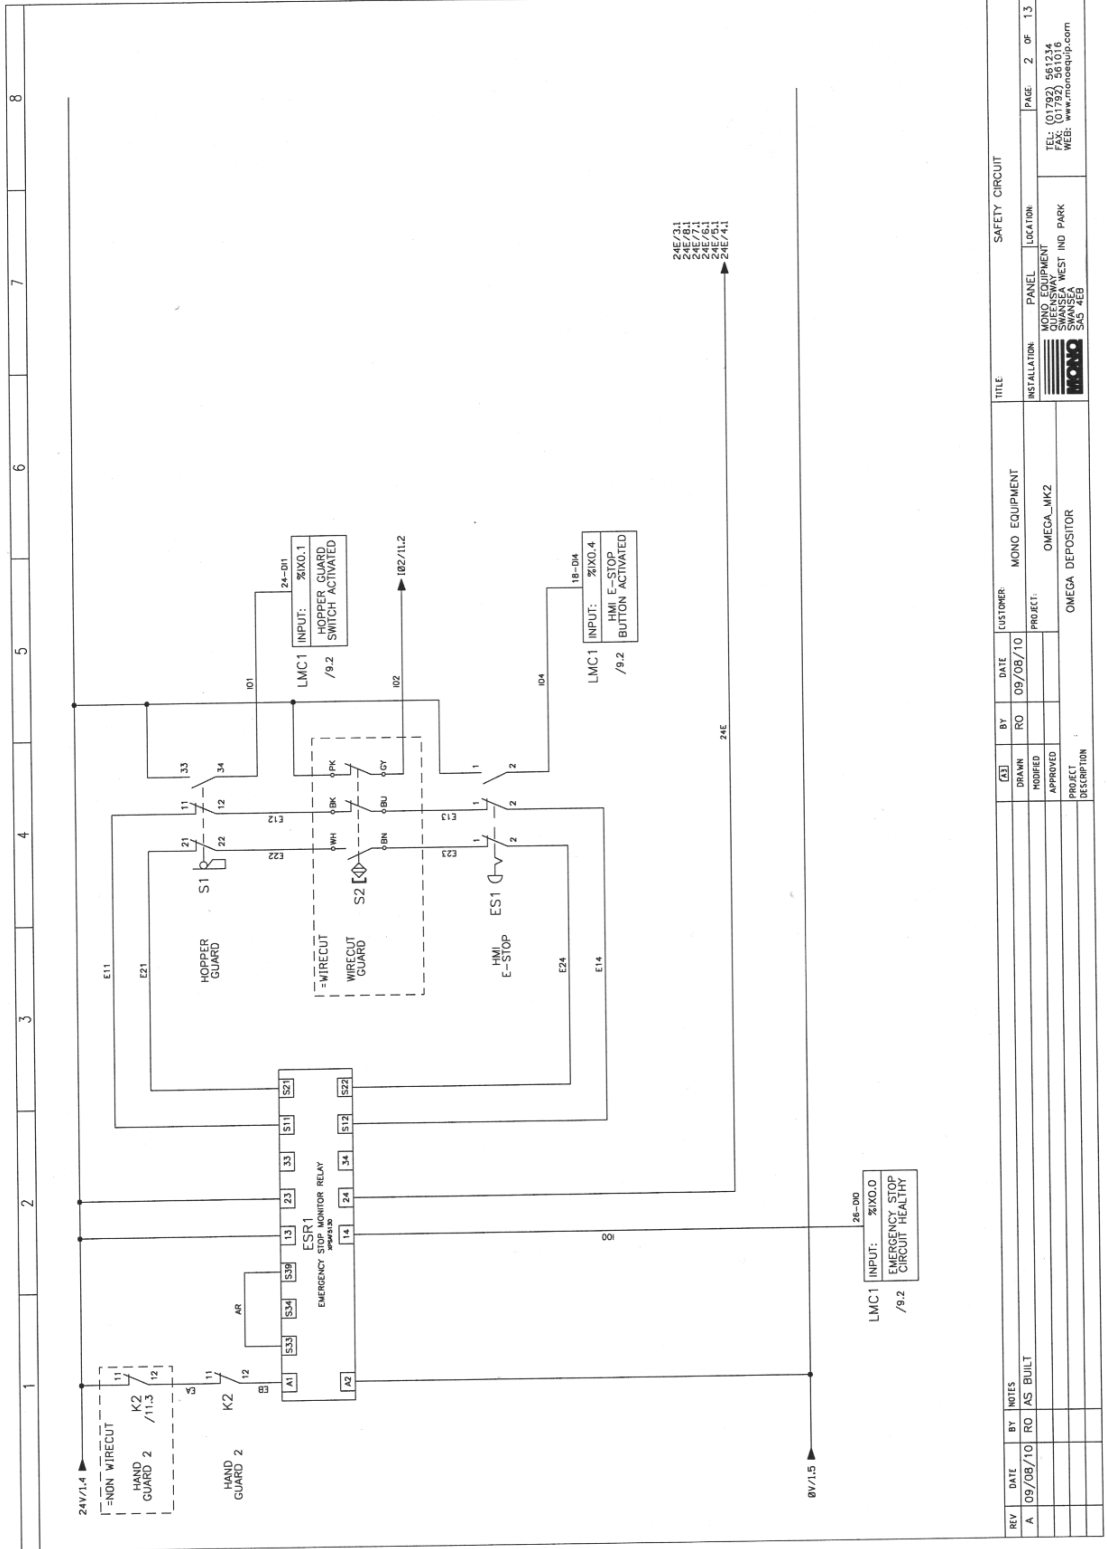 1
2
3
4
5
6
7
8
24V/1.4
=NON WIRECUT
HAND
GUARD 2
K2
/11.3
11
12
EA
HAND
GUARD 2
K2
11
12
EB
AR
A1
S33
S34
S39
13
23
33
S11
S21
ESR1
EMERGENCY STOP MONITOR RELAY
XPSAF5130
A2
14
24
34
S12
S22
E11
E21
HOPPER
GUARD
S1
21
22
11
12
33
34
E22
E12
=WIRECUT
WIRECUT
GUARD
S2
WH
BN
BK
BU
PK
GY
E23
E13
HMI
E-STOP
ES1
1
2
1
2
1
2
E24
E14
I01
24-DI1
LMC1
INPUT: %IX0.1
HOPPER GUARD
SWITCH ACTIVATED
/9.2
I02
I02/11.2
I04
18-DI4
LMC1
INPUT: %IX0.4
HMI E-STOP
BUTTON ACTIVATED
/9.2
24E
24E/3.1
24E/8.1
24E/7.1
24E/6.1
24E/5.1
24E/4.1
I00
26-DI0
LMC1
INPUT: %IX0.0
EMERGENCY STOP
CIRCUIT HEALTHY
/9.2
0V/1.5
REV DATE BY NOTES
A 09/08/10 RO AS BUILT
A3 BY DATE
DRAWN RO 09/08/10
MODIFIED
APPROVED
PROJECT
DESCRIPTION
CUSTOMER:
MONO EQUIPMENT
PROJECT:
OMEGA_MK2
OMEGA DEPOSITOR
TITLE:
SAFETY CIRCUIT
INSTALLATION: PANEL
LOCATION:
PAGE: 2 OF 13
MONO
MONO EQUIPMENT
QUEENSWAY
SWANSEA WEST IND PARK
SWANSEA
SA5 4EB
TEL: (01792) 561234
FAX: (01792) 561016
WEB: www.monoequip.com